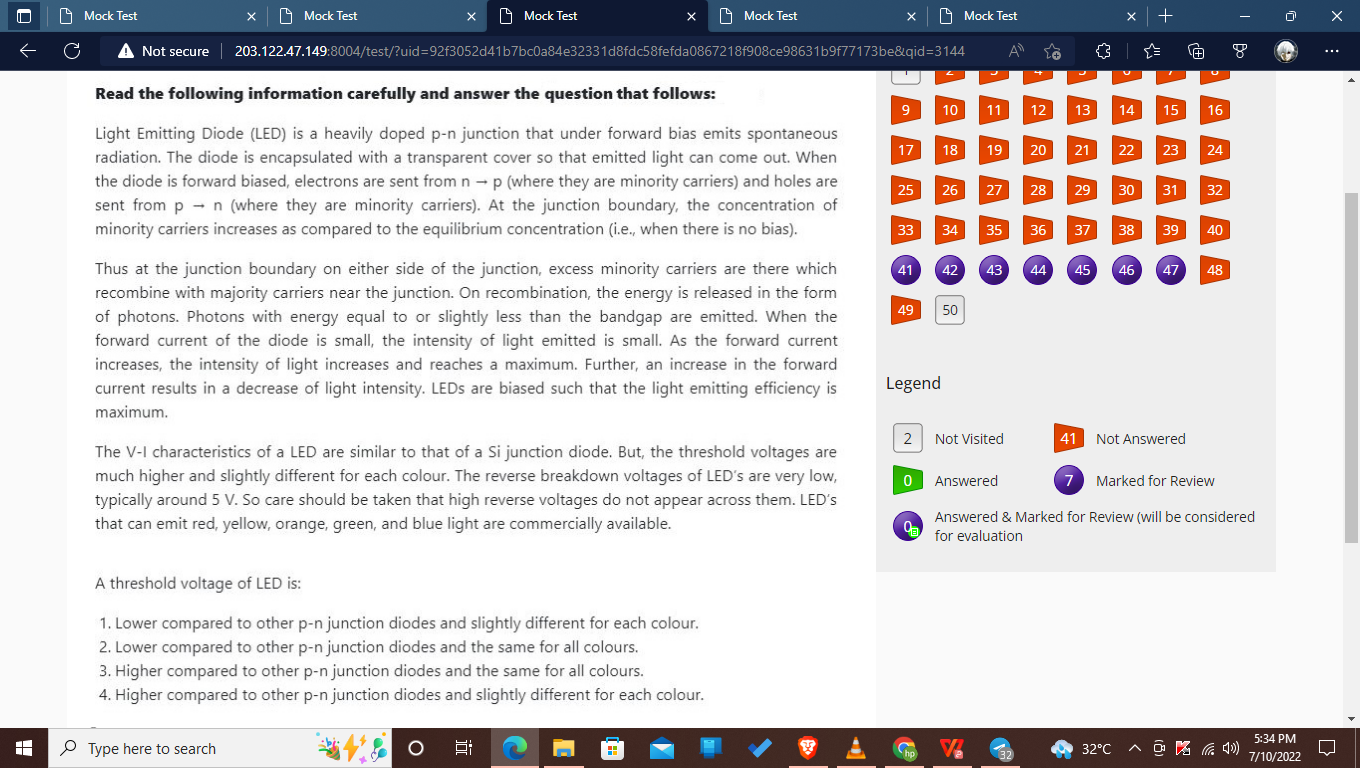 Mock Test
Mock Test
Mock Test
Mock Test
Mock Test
Not secure 203.122.47.149:8004/test/?uid=92f3052d41b7bc0a84e32331d8fdc58fefda0867218f908ce98631b9f77173be&qid=3144
Read the following information carefully and answer the question that follows:
Light Emitting Diode (LED) is a heavily doped p-n junction that under forward bias emits spontaneous
radiation. The diode is encapsulated with a transparent cover so that emitted light can come out. When
the diode is forward biased, electrons are sent from n → p (where they are minority carriers) and holes are
sent from p → n (where they are minority carriers). At the junction boundary, the concentration of
minority carriers increases as compared to the equilibrium concentration (i.e., when there is no bias).
Thus at the junction boundary on either side of the junction, excess minority carriers are there which
recombine with majority carriers near the junction. On recombination, the energy is released in the form
of photons. Photons with energy equal to or slightly less than the bandgap are emitted. When the
forward current of the diode is small, the intensity of light emitted is small. As the forward current
increases, the intensity of light increases and reaches a maximum. Further, an increase in the forward
current results in a decrease of light intensity. LEDs are biased such that the light emitting efficiency is
maximum.
The V-I characteristics of a LED are similar to that of a Si junction diode. But, the threshold voltages are
much higher and slightly different for each colour. The reverse breakdown voltages of LED's are very low,
typically around 5 V. So care should be taken that high reverse voltages do not appear across them. LED's
that can emit red, yellow, orange, green, and blue light are commercially available.
A threshold voltage of LED is:
1. Lower compared to other p-n junction diodes and slightly different for each colour.
2. Lower compared to other p-n junction diodes and the same for all colours.
3. Higher compared to other p-n junction diodes and the same for all colours.
4. Higher compared to other p-n junction diodes and slightly different for each colour.
9 10 11 12 13 14 15 16
17 18 19 20 21 22 23 24
25 26 27 28 29 30 31 32
33 34 35 36 37 38 39 40
41 42 43 44 45 46 47 48
49 50
Legend
2 Not Visited 41 Not Answered
0 Answered 7 Marked for Review
0 Answered & Marked for Review (will be considered
for evaluation
Type here to search
hp
32
32°C
5:34 PM
7/10/2022